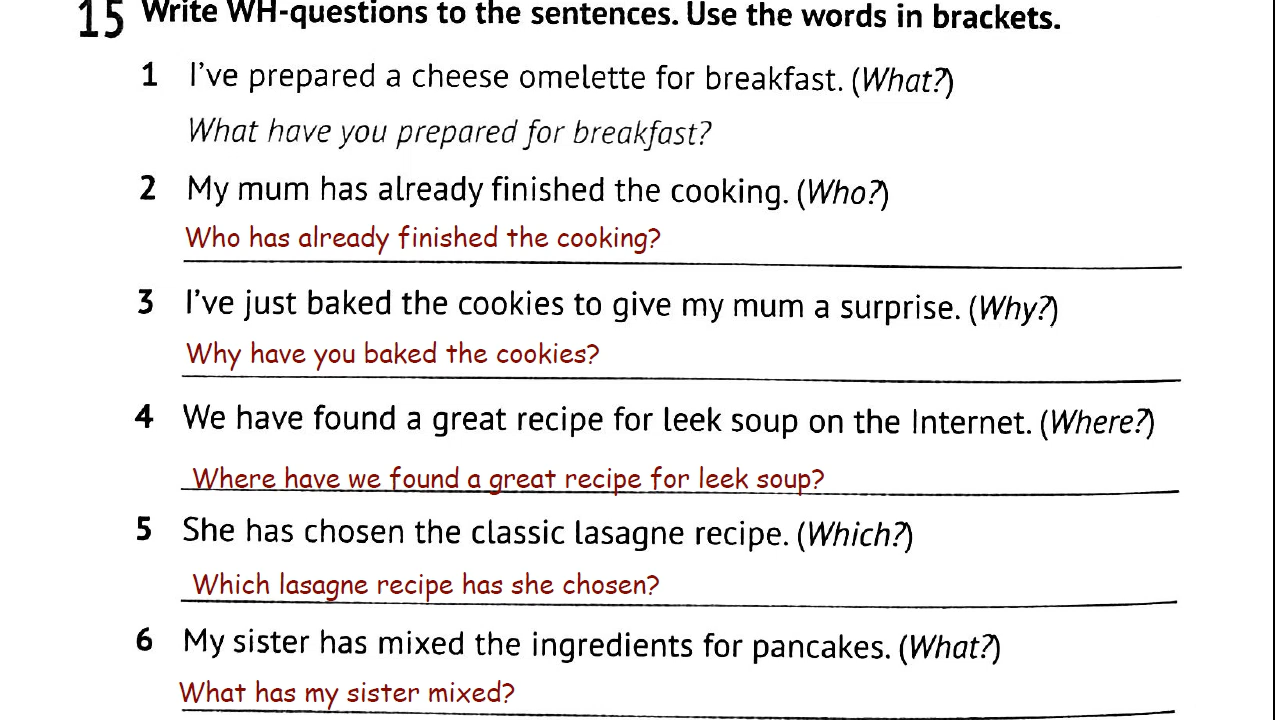 15 Write WH-questions to the sentences. Use the words in brackets.
1 I've prepared a cheese omelette for breakfast. (What?)
What have you prepared for breakfast?
2 My mum has already finished the cooking. (Who?)
Who has already finished the cooking?
3 I've just baked the cookies to give my mum a surprise. (Why?)
Why have you baked the cookies?
4 We have found a great recipe for leek soup on the Internet. (Where?)
Where have we found a great recipe for leek soup?
5 She has chosen the classic lasagne recipe. (Which?)
Which lasagne recipe has she chosen?
6 My sister has mixed the ingredients for pancakes. (What?)
What has my sister mixed?